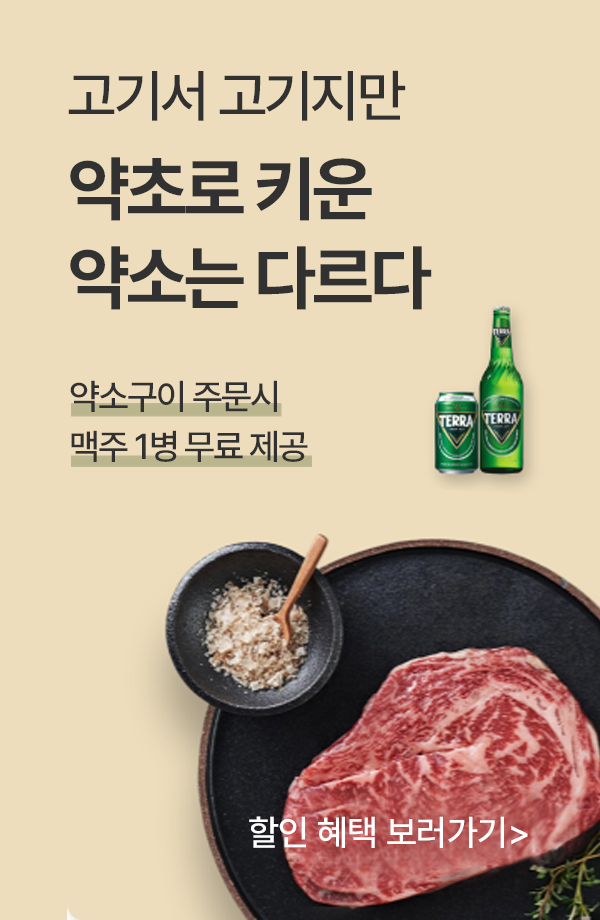 고기서 고기지만
약초로 키운
약소는 다르다
약소구이 주문시
맥주 1병 무료 제공
TERRA
TERRA
TERRA
할인 혜택 보러가기>